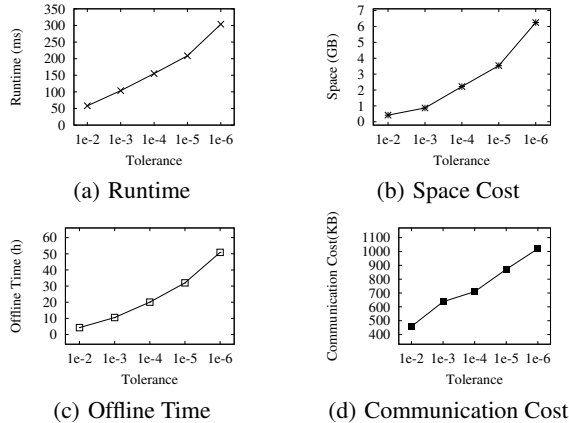 350
300
250
200
150
100
50
0
Runtime (ms)
1e-2 1e-3 1e-4 1e-5 1e-6
Tolerance
(a) Runtime
7
6
5
4
3
2
1
0
Space (GB)
1e-2 1e-3 1e-4 1e-5 1e-6
Tolerance
(b) Space Cost
60
50
40
30
20
10
0
Offline Time (h)
1e-2 1e-3 1e-4 1e-5 1e-6
Tolerance
(c) Offline Time
1100
1000
900
800
700
600
500
400
Communication Cost(KB)
1e-2 1e-3 1e-4 1e-5 1e-6
Tolerance
(d) Communication Cost